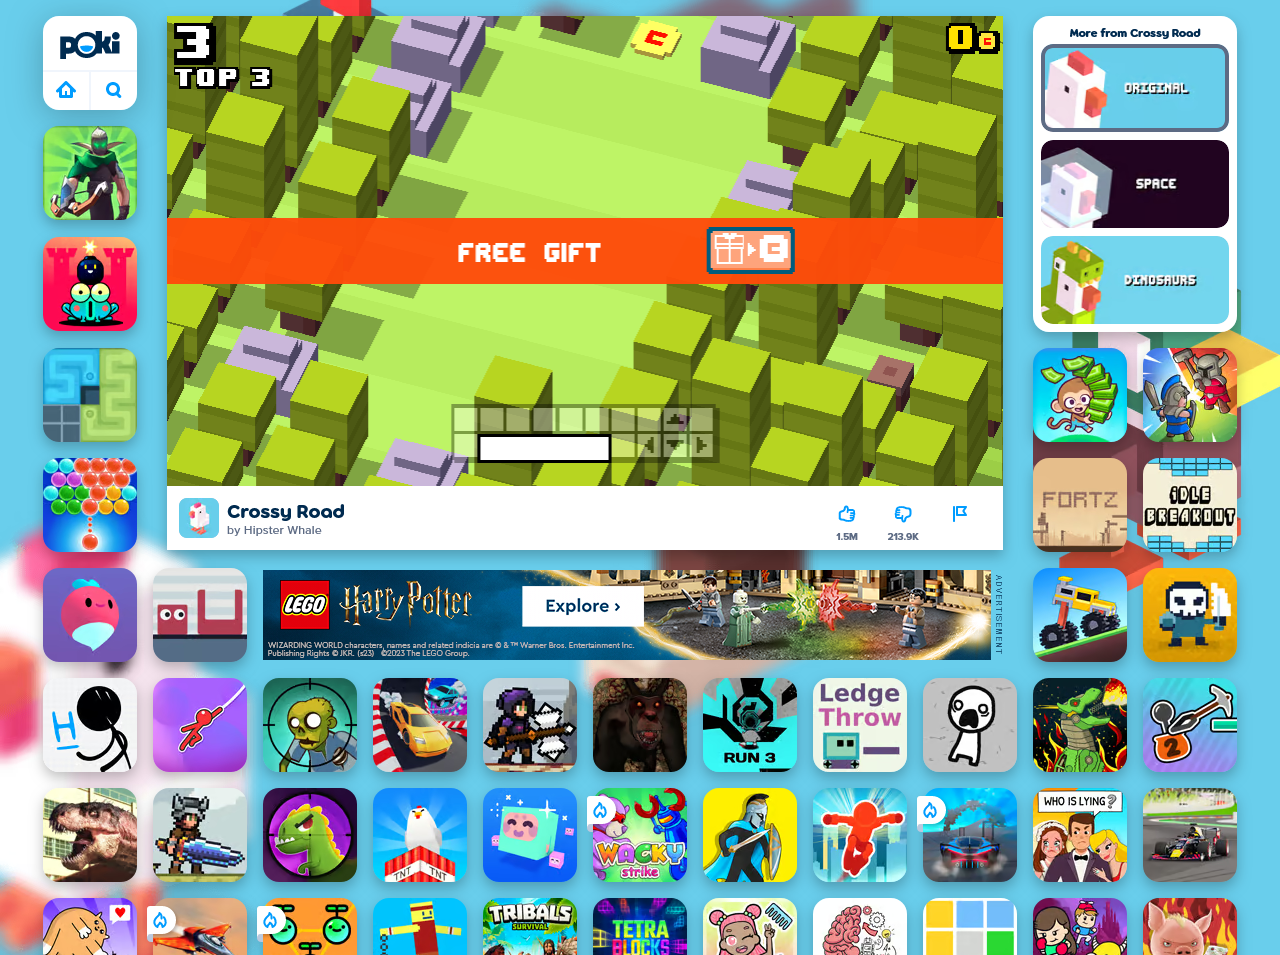 poki
3
TOP 3
C
0 C
FREE GIFT
C
Crossy Road
by Hipster Whale
1.5M
213.9K
More from Crossy Road
ORIGINAL
SPACE
DINOSAURS
FORTZ
IDLE
BREAKOUT
LEGO
Harry Potter
Explore ›
WIZARDING WORLD characters, names and related indicia are © & ™ Warner Bros. Entertainment Inc.
Publishing Rights © JKR. (s23) ©2023 The LEGO Group.
ADVERTISEMENT
H
RUN 3
Ledge
Throw
2
TNT TNT
WACKY
strike
WHO IS LYING?
TRIBALS
SURVIVAL
TETRA
BLOCKS